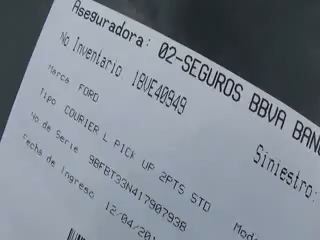 Aseguradora: 02-SEGUROS BBVA BANC
No Inventario 18VE40949
Siniestro:
Marca FORD
Tipo COURIER L PICK UP 2PTS STD
No de Serie 9BFBT33N417907938
Fecha de Ingreso 12/04/20